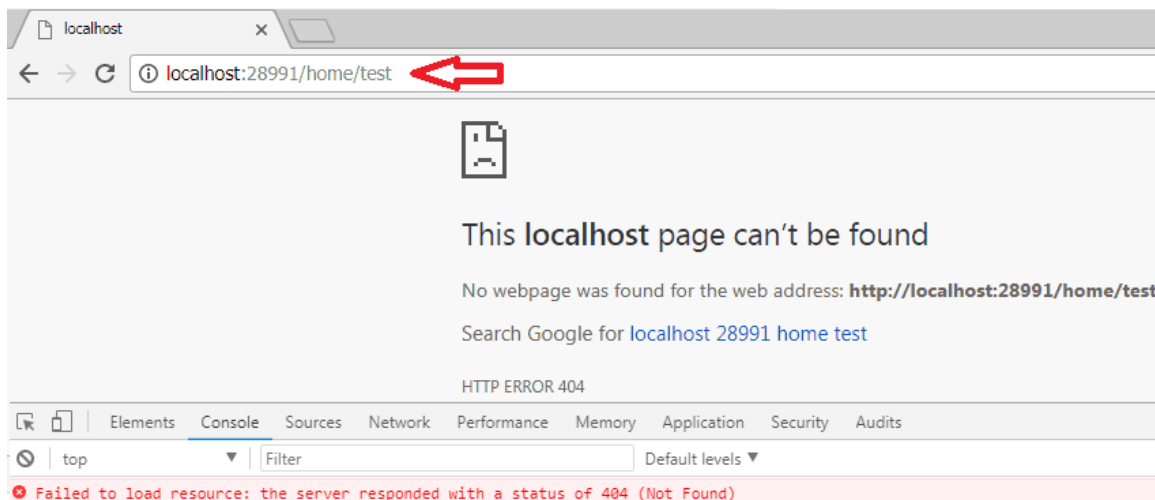 localhost
localhost:28991/home/test
This localhost page can't be found
No webpage was found for the web address: http://localhost:28991/home/test
Search Google for localhost 28991 home test
HTTP ERROR 404
Elements Console Sources Network Performance Memory Application Security Audits
top Filter Default levels
Failed to load resource: the server responded with a status of 404 (Not Found)